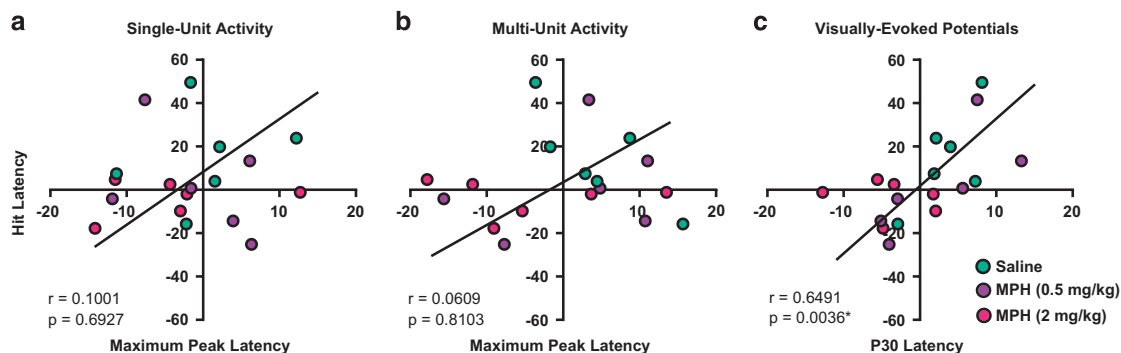 a
Single-Unit Activity
60
40
20
-20
-10
10
20
-20
-40
-60
Hit Latency
r = 0.1001
p = 0.6927
Maximum Peak Latency
b
Multi-Unit Activity
60
40
20
-20
-10
10
20
-20
-40
-60
r = 0.0609
p = 0.8103
Maximum Peak Latency
c
Visually-Evoked Potentials
60
40
20
-20
-10
10
20
-20
-40
-60
r = 0.6491
p = 0.0036*
P30 Latency
Saline
MPH (0.5 mg/kg)
MPH (2 mg/kg)